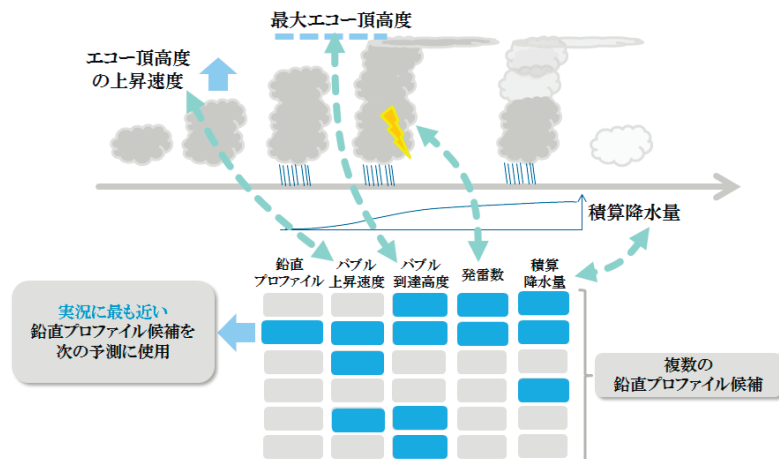 最大エコー頂高度
エコー頂高度
の上昇速度
積算降水量
鉛直
プロファイル
バブル
上昇速度
バブル
到達高度
発雷数
積算
降水量
実況に最も近い
鉛直プロファイル候補を
次の予測に使用
複数の
鉛直プロファイル候補